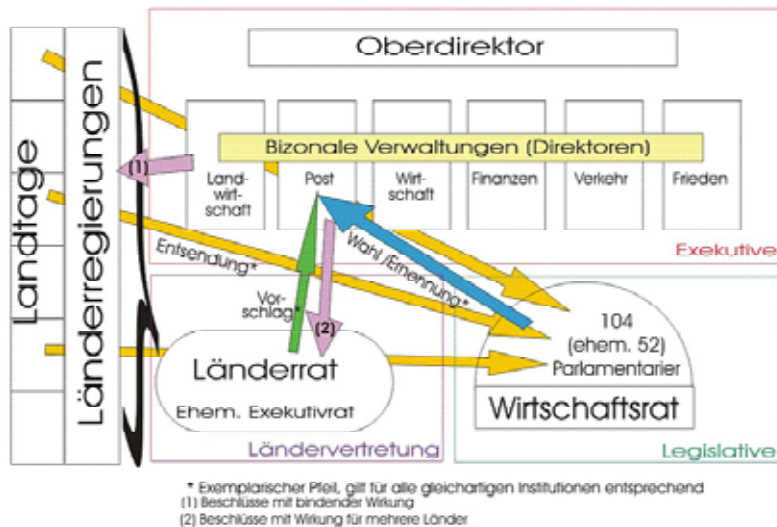 Oberdirektor
Landtage
Länderregierungen
Bizonale Verwaltungen (Direktoren)
(1)
Land-
wirt-
schaft
Post
Wirt-
schaft
Finanzen
Verkehr
Frieden
Exekutive
Entsendung*
Wahl /Ernennung*
Vor-
schlag*
(2)
Länderrat
Ehem. Exekutivrat
Ländervertretung
104
(ehem. 52)
Parlamentarier
Wirtschaftsrat
Legislative
* Exemplarischer Pfeil, gilt für alle gleichartigen Institutionen entsprechend
(1) Beschlüsse mit bindender Wirkung
(2) Beschlüsse mit Wirkung für mehrere Länder